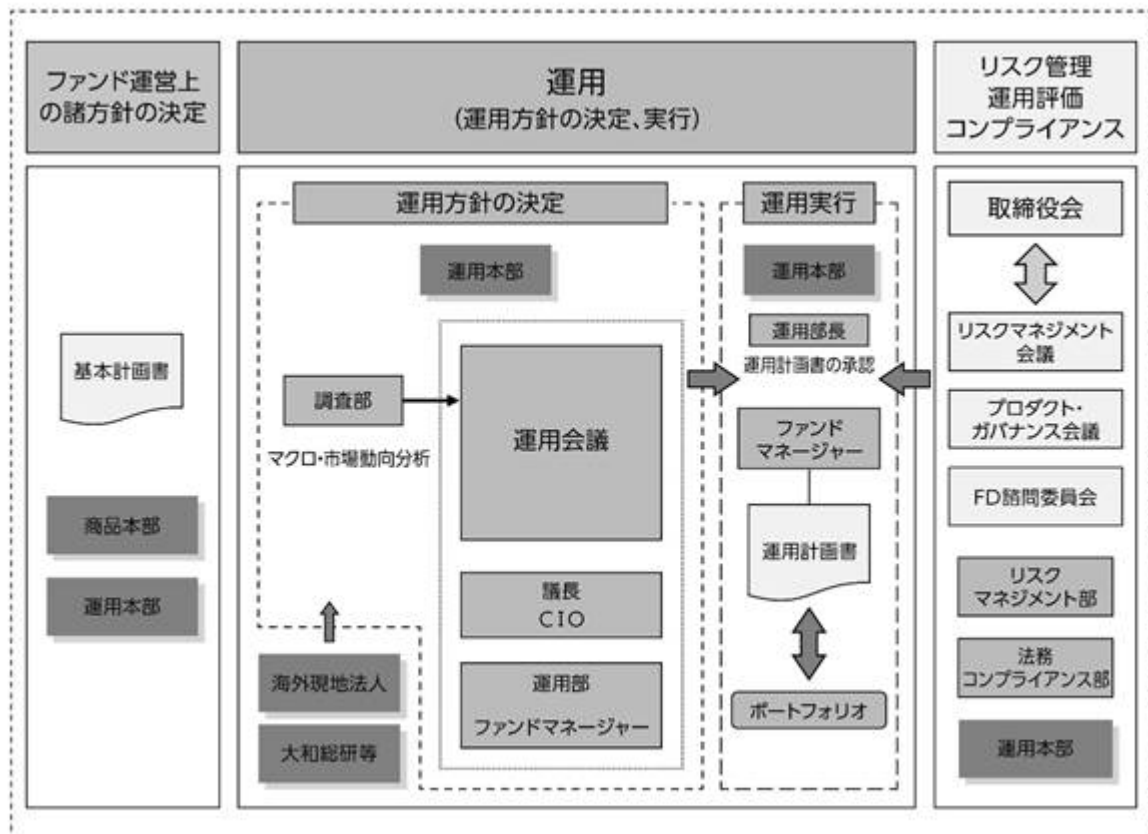 ファンド運営上
の諸方針の決定
運用
(運用方針の決定、実行)
リスク管理
運用評価
コンプライアンス
基本計画書
商品本部
運用本部
運用方針の決定
運用本部
調査部
マクロ・市場動向分析
運用会議
議長
CIO
運用部
ファンドマネージャー
海外現地法人
大和総研等
運用実行
運用本部
運用部長
運用計画書の承認
ファンド
マネージャー
運用計画書
ポートフォリオ
取締役会
リスクマネジメント
会議
プロダクト・
ガバナンス会議
FD諮問委員会
リスク
マネジメント部
法務
コンプライアンス部
運用本部